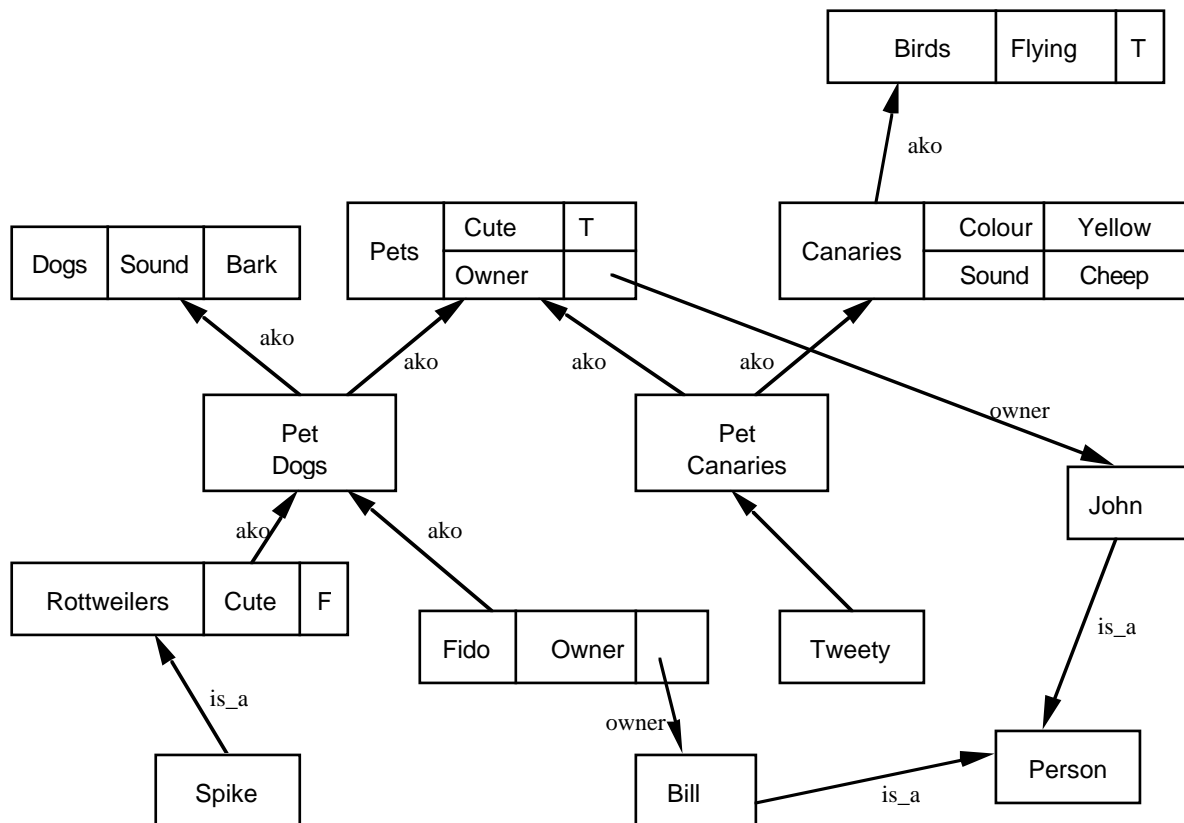 Birds Flying T
ako
Cute T
Colour Yellow
Dogs Sound Bark
Pets
Canaries
Owner
Sound Cheep
ako
ako
ako
ako
owner
Pet
Dogs
Pet
Canaries
John
ako
ako
Rottweilers Cute F
Fido Owner
Tweety
is_a
is_a
owner
Spike
Bill
is_a
Person